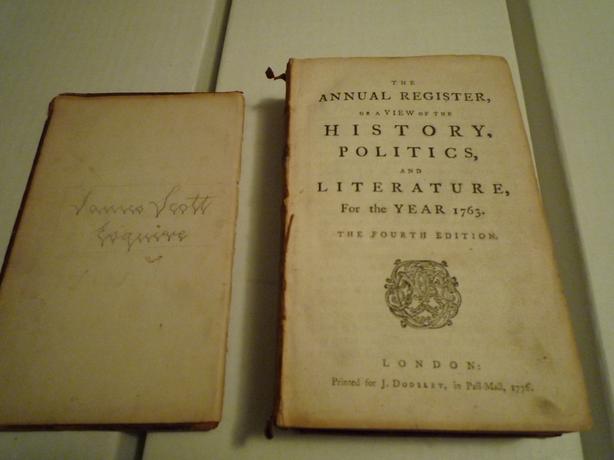 James Scott
Esquire
THE
ANNUAL REGISTER,
OR A VIEW OF THE
HISTORY,
POLITICS,
AND
LITERATURE,
For the YEAR 1763.
THE FOURTH EDITION.
LONDON:
Printed for J. DODSLEY, in Pall-Mall, 1776.